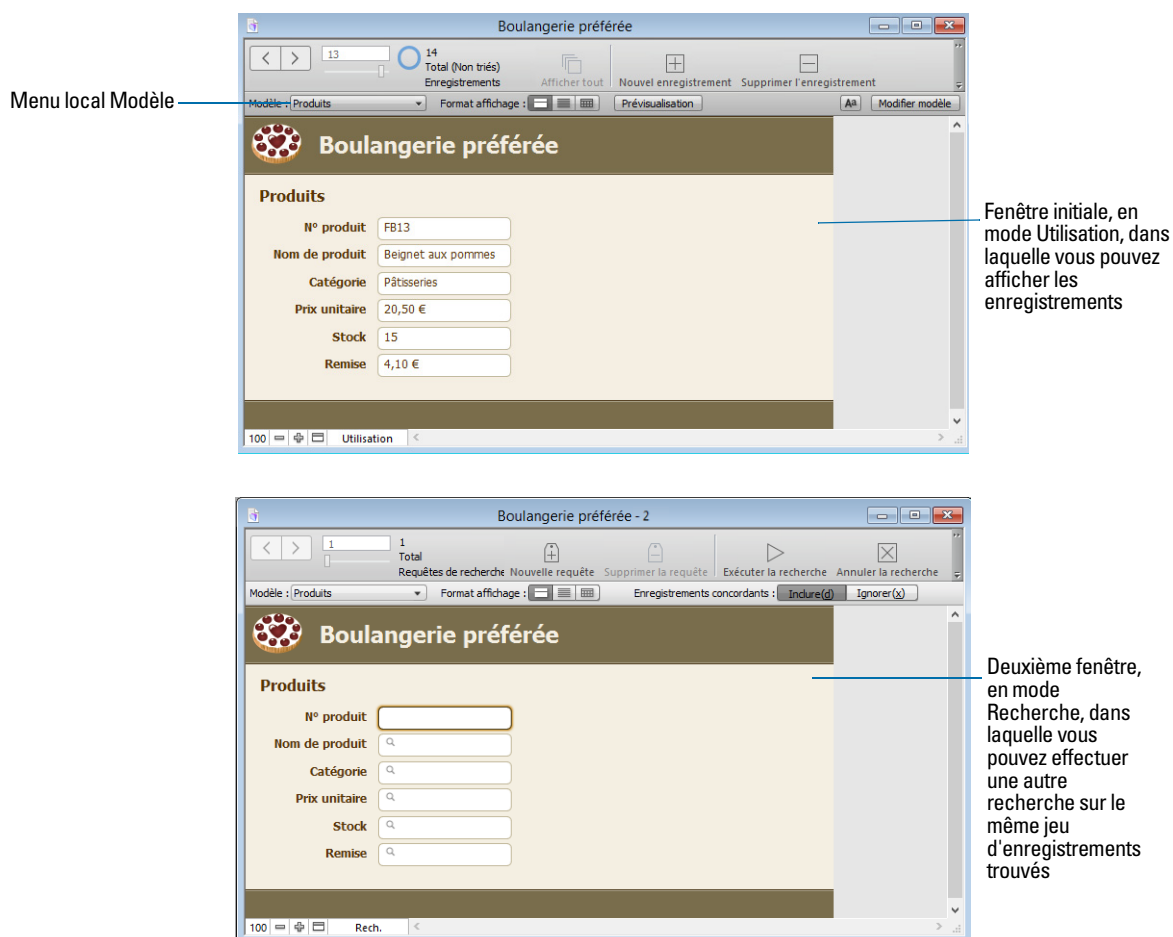 Boulangerie préférée
13
14
Total (Non triés)
Enregistrements
Afficher tout
Nouvel enregistrement
Supprimer l'enregistrement
Menu local Modèle
Modèle : Produits
Format affichage :
Prévisualisation
Aa
Modifier modèle
Boulangerie préférée
Produits
N° produit FB13
Nom de produit Beignet aux pommes
Catégorie Pâtisseries
Prix unitaire 20,50 €
Stock 15
Remise 4,10 €
Fenêtre initiale, en
mode Utilisation, dans
laquelle vous pouvez
afficher les
enregistrements
100 Utilisation
Boulangerie préférée - 2
1
1
Total
Requêtes de recherche
Nouvelle requête
Supprimer la requête
Exécuter la recherche
Annuler la recherche
Modèle : Produits
Format affichage :
Enregistrements concordants :
Inclure(d)
Ignorer(x)
Boulangerie préférée
Produits
N° produit
Nom de produit
Catégorie
Prix unitaire
Stock
Remise
Deuxième fenêtre,
en mode
Recherche, dans
laquelle vous
pouvez effectuer
une autre
recherche sur le
même jeu
d'enregistrements
trouvés
100 Rech.